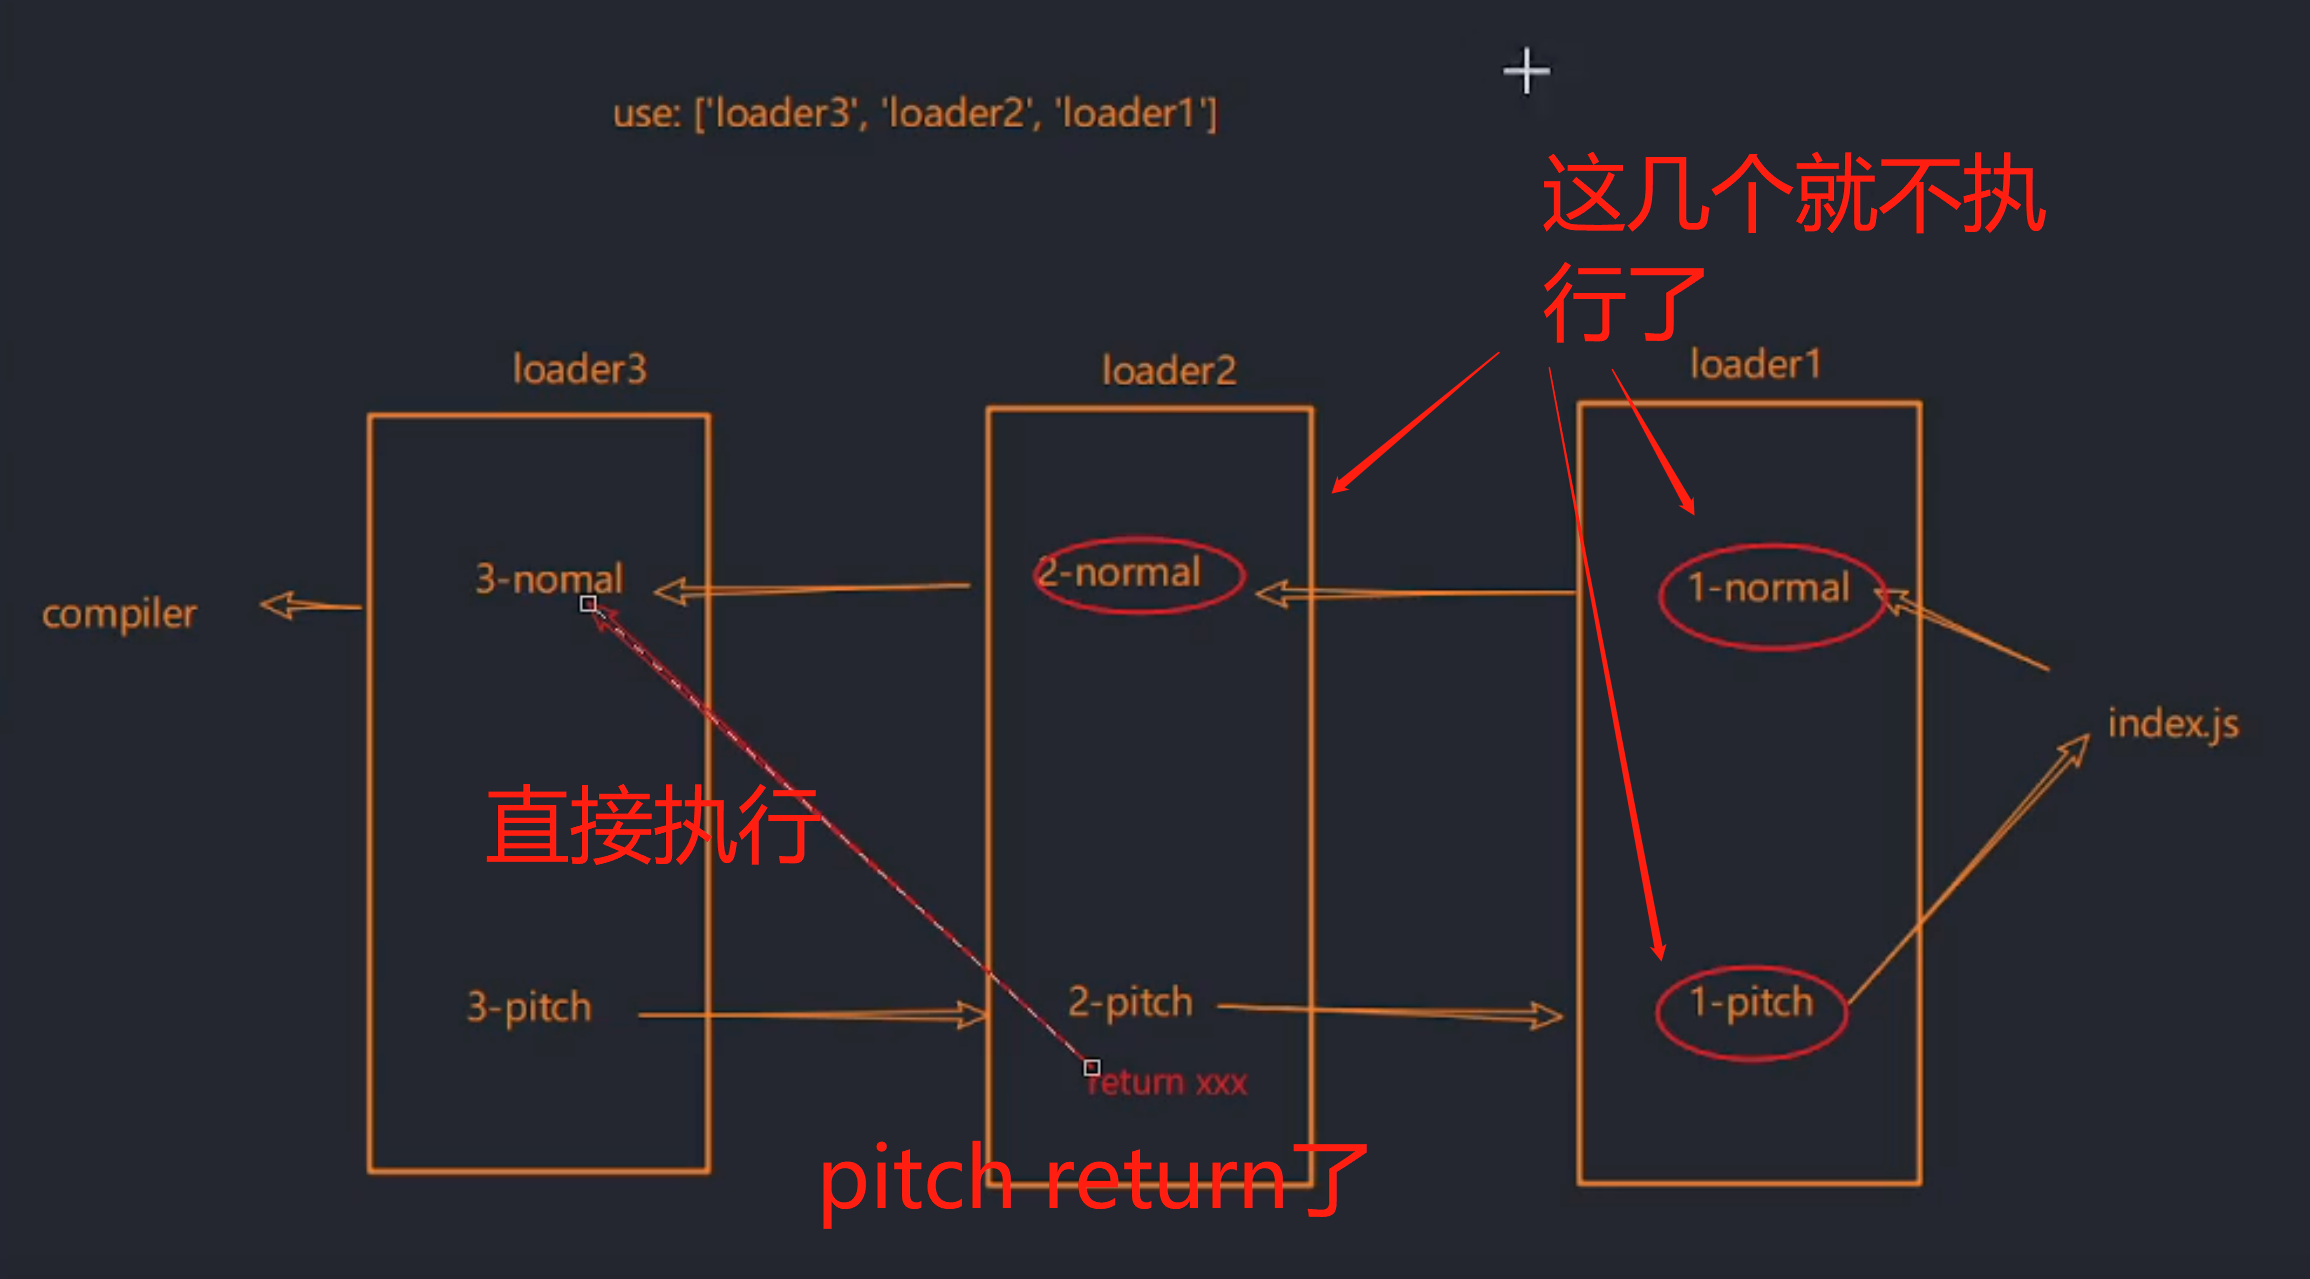 use: ['loader3', 'loader2', 'loader1']
这几个就不执
行了
loader3
loader2
loader1
3-nomal
2-normal
1-normal
compiler
index.js
直接执行
3-pitch
2-pitch
1-pitch
return xxx
pitch return了